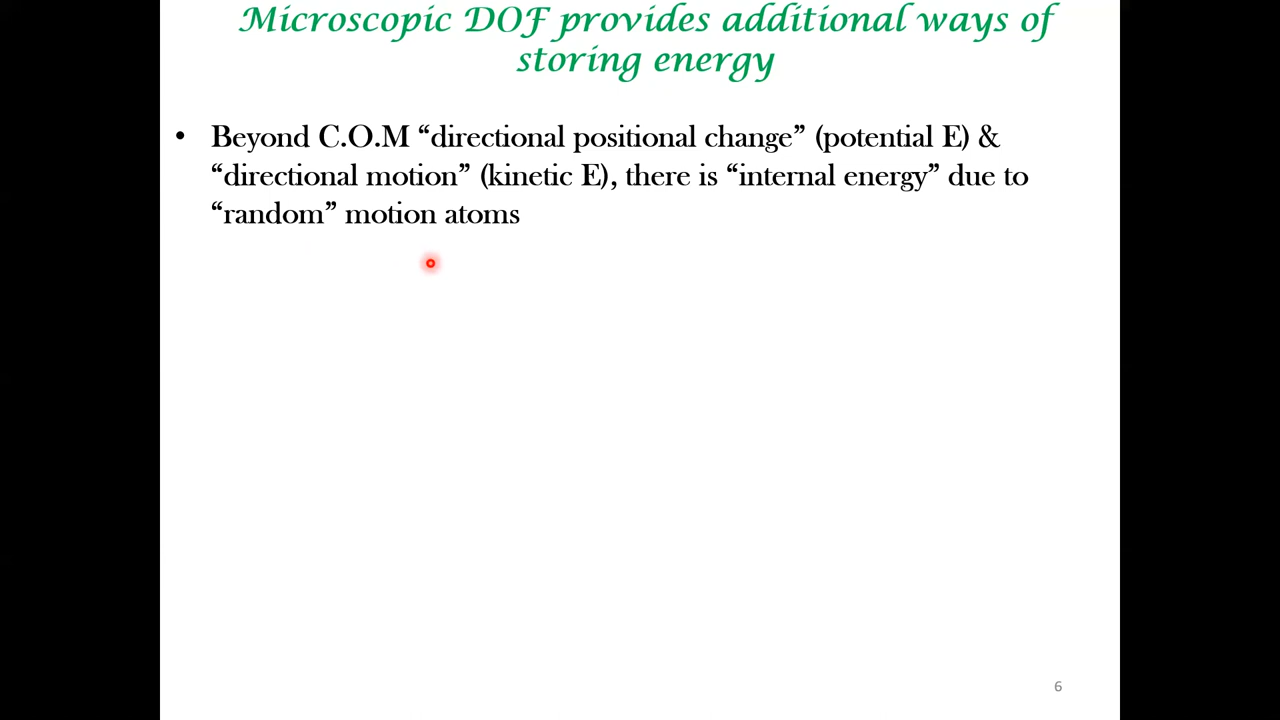 Microscopic DOF provides additional ways of
storing energy
• Beyond C.O.M “directional positional change” (potential E) &
“directional motion” (kinetic E), there is “internal energy” due to
“random” motion atoms
6